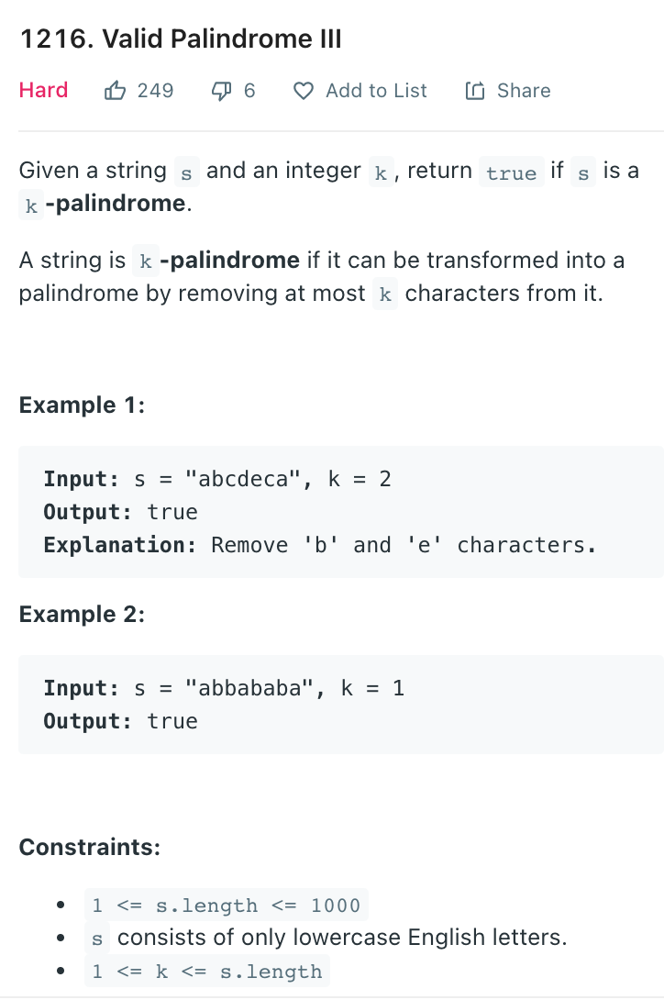 1216. Valid Palindrome III
Hard 249 6 Add to List Share
Given a string s and an integer k, return true if s is a
k-palindrome.
A string is k-palindrome if it can be transformed into a
palindrome by removing at most k characters from it.
Example 1:
Input: s = "abcdeca", k = 2
Output: true
Explanation: Remove 'b' and 'e' characters.
Example 2:
Input: s = "abbababa", k = 1
Output: true
Constraints:
• 1 <= s.length <= 1000
• s consists of only lowercase English letters.
• 1 <= k <= s.length